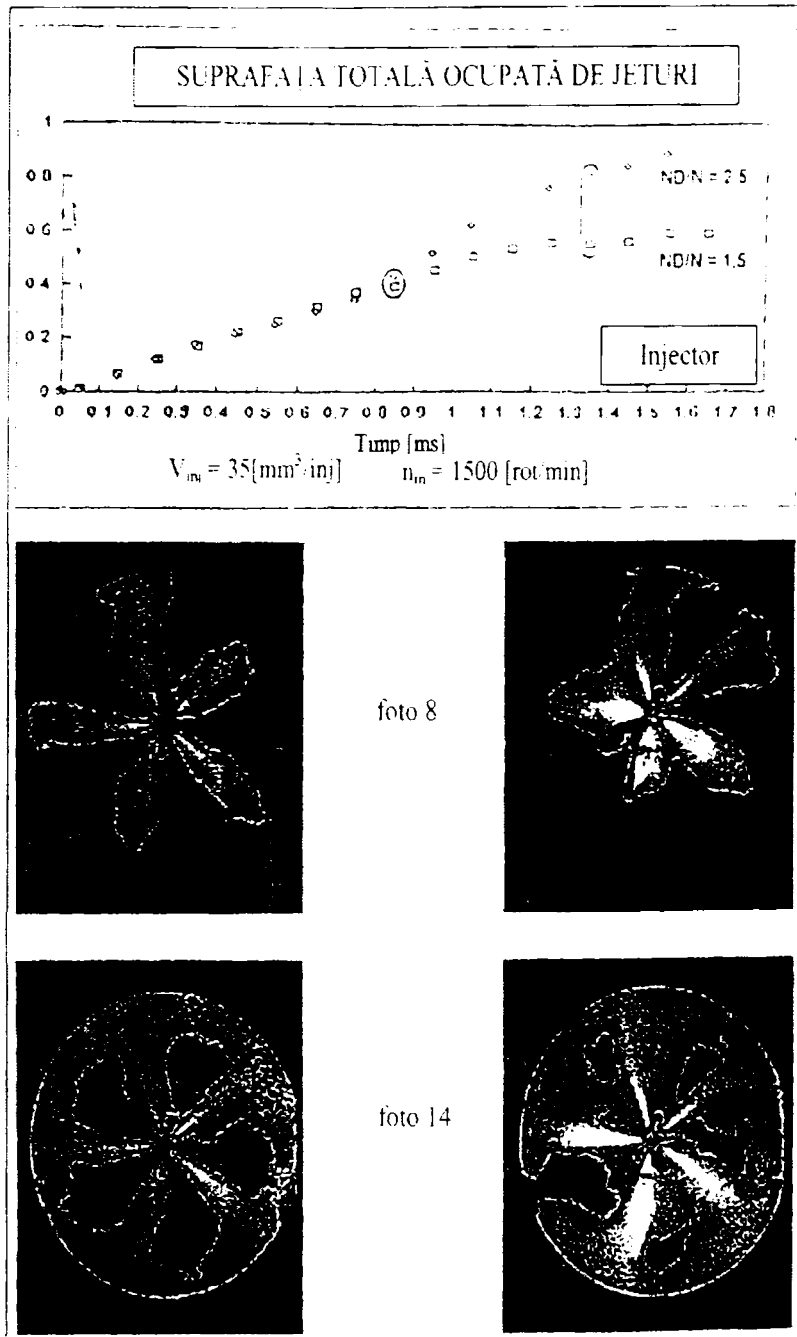 SUPRAFAȚA TOTALĂ OCUPATĂ DE JETURI
1
0.8
0.6
0.4
0.2
0
ND/N = 2.5
ND/N = 1,5
Injector
0 0.1 0.2 0.3 0.4 0.5 0.6 0.7 0.8 0.9 1 1.1 1.2 1.3 1.4 1.5 1.6 1.7 1.8
Timp [ms]
V_inj = 35[mm³/inj] n_in = 1500 [rot/min]
foto 8
foto 14